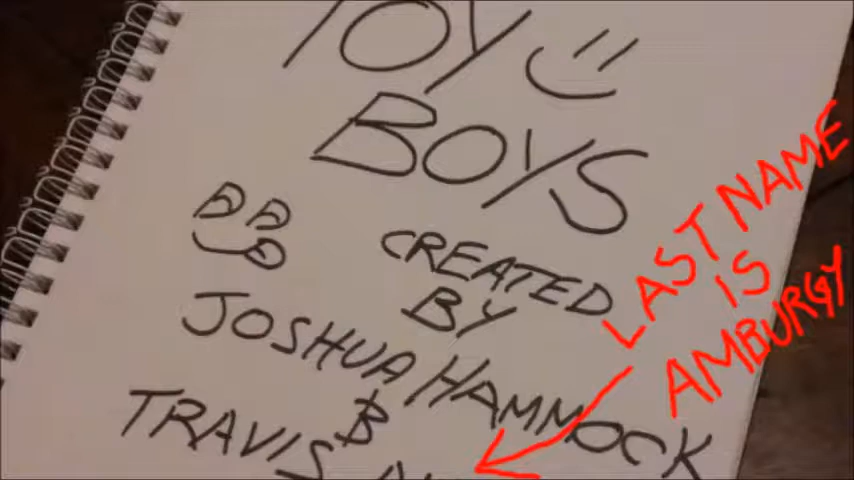 TOY
BOYS
CREATED
BY
JOSHUA HAMMOCK
&
TRAVIS
LAST NAME
IS
AMBURGY